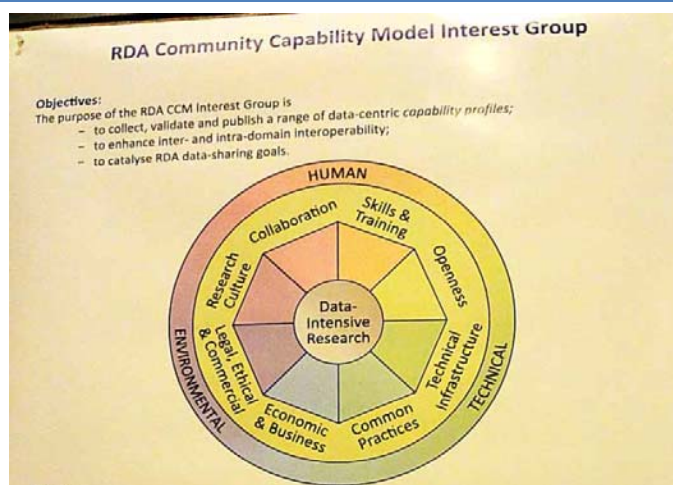 RDA Community Capability Model Interest Group
Objectives:
The purpose of the RDA CCM Interest Group is
– to collect, validate and publish a range of data-centric capability profiles;
– to enhance inter- and intra-domain interoperability;
– to catalyse RDA data-sharing goals.
HUMAN
Collaboration
Skills &
Training
Research
Culture
Openness
Data-
Intensive
Research
ENVIRONMENTAL
Legal, Ethical
& Commercial
Technical
Infrastructure
TECHNICAL
Economic
& Business
Common
Practices